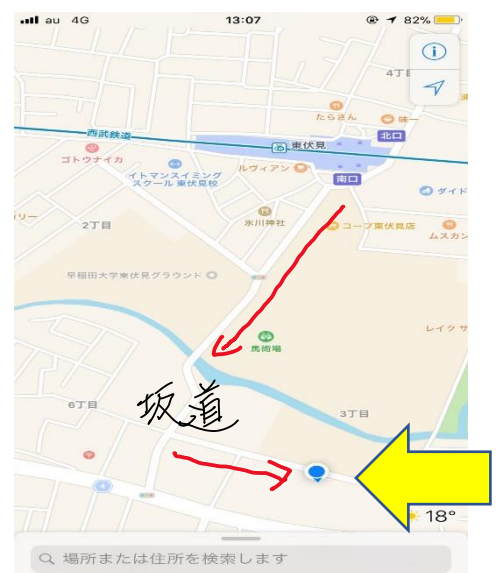 au 4G 13:07 82%
4丁目
たらさん
味一
北口
西武鉄道
東伏見
ゴトウナイカ
イトマンスイミング
スクール 東伏見校
ルヴィアン
南口
ダイド
リー
2丁目
氷川神社
コープ東伏見店
ムスカン
早稲田大学東伏見グラウンド
馬術場
レイク サ
6丁目
坂道
3丁目
18°
場所または住所を検索します